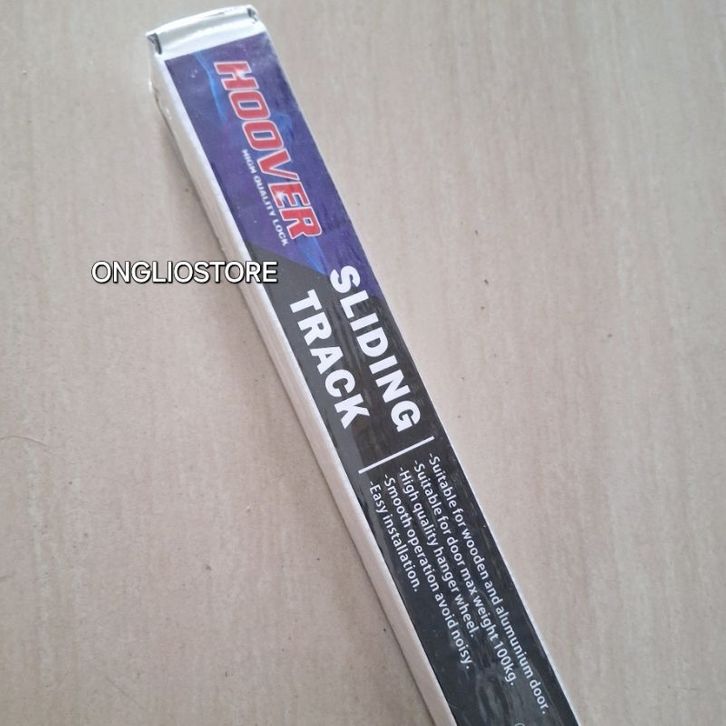 HOOVER
HIGH QUALITY LOCK
ONGLIOSTORE
SLIDING
TRACK
-Suitable for wooden and alumunium door.
-Suitable for door max weight 100kg.
-High quality hanger wheel.
-Smooth operation avoid noisy.
-Easy installation.